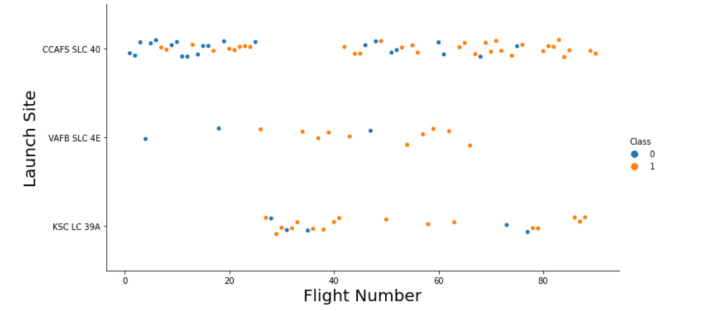 CCAFS SLC 40
VAFB SLC 4E
KSC LC 39A
Launch Site
0
20
40
60
80
Flight Number
Class
0
1